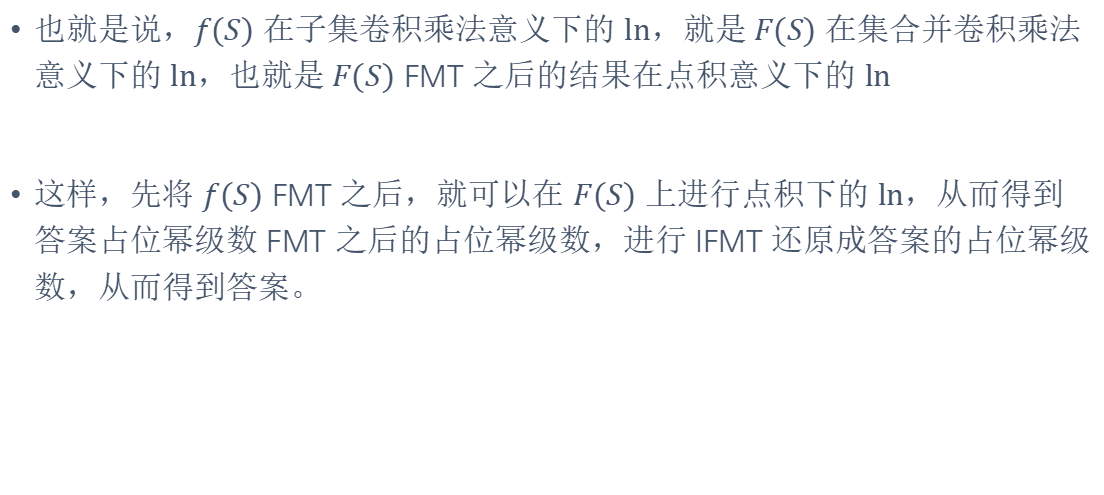 • 也就是说，f(S) 在子集卷积乘法意义下的 ln，就是 F(S) 在集合并卷积乘法
意义下的 ln，也就是 F(S) FMT 之后的结果在点积意义下的 ln
• 这样，先将 f(S) FMT 之后，就可以在 F(S) 上进行点积下的 ln，从而得到
答案占位幂级数 FMT 之后的占位幂级数，进行 IFMT 还原成答案的占位幂级
数，从而得到答案。